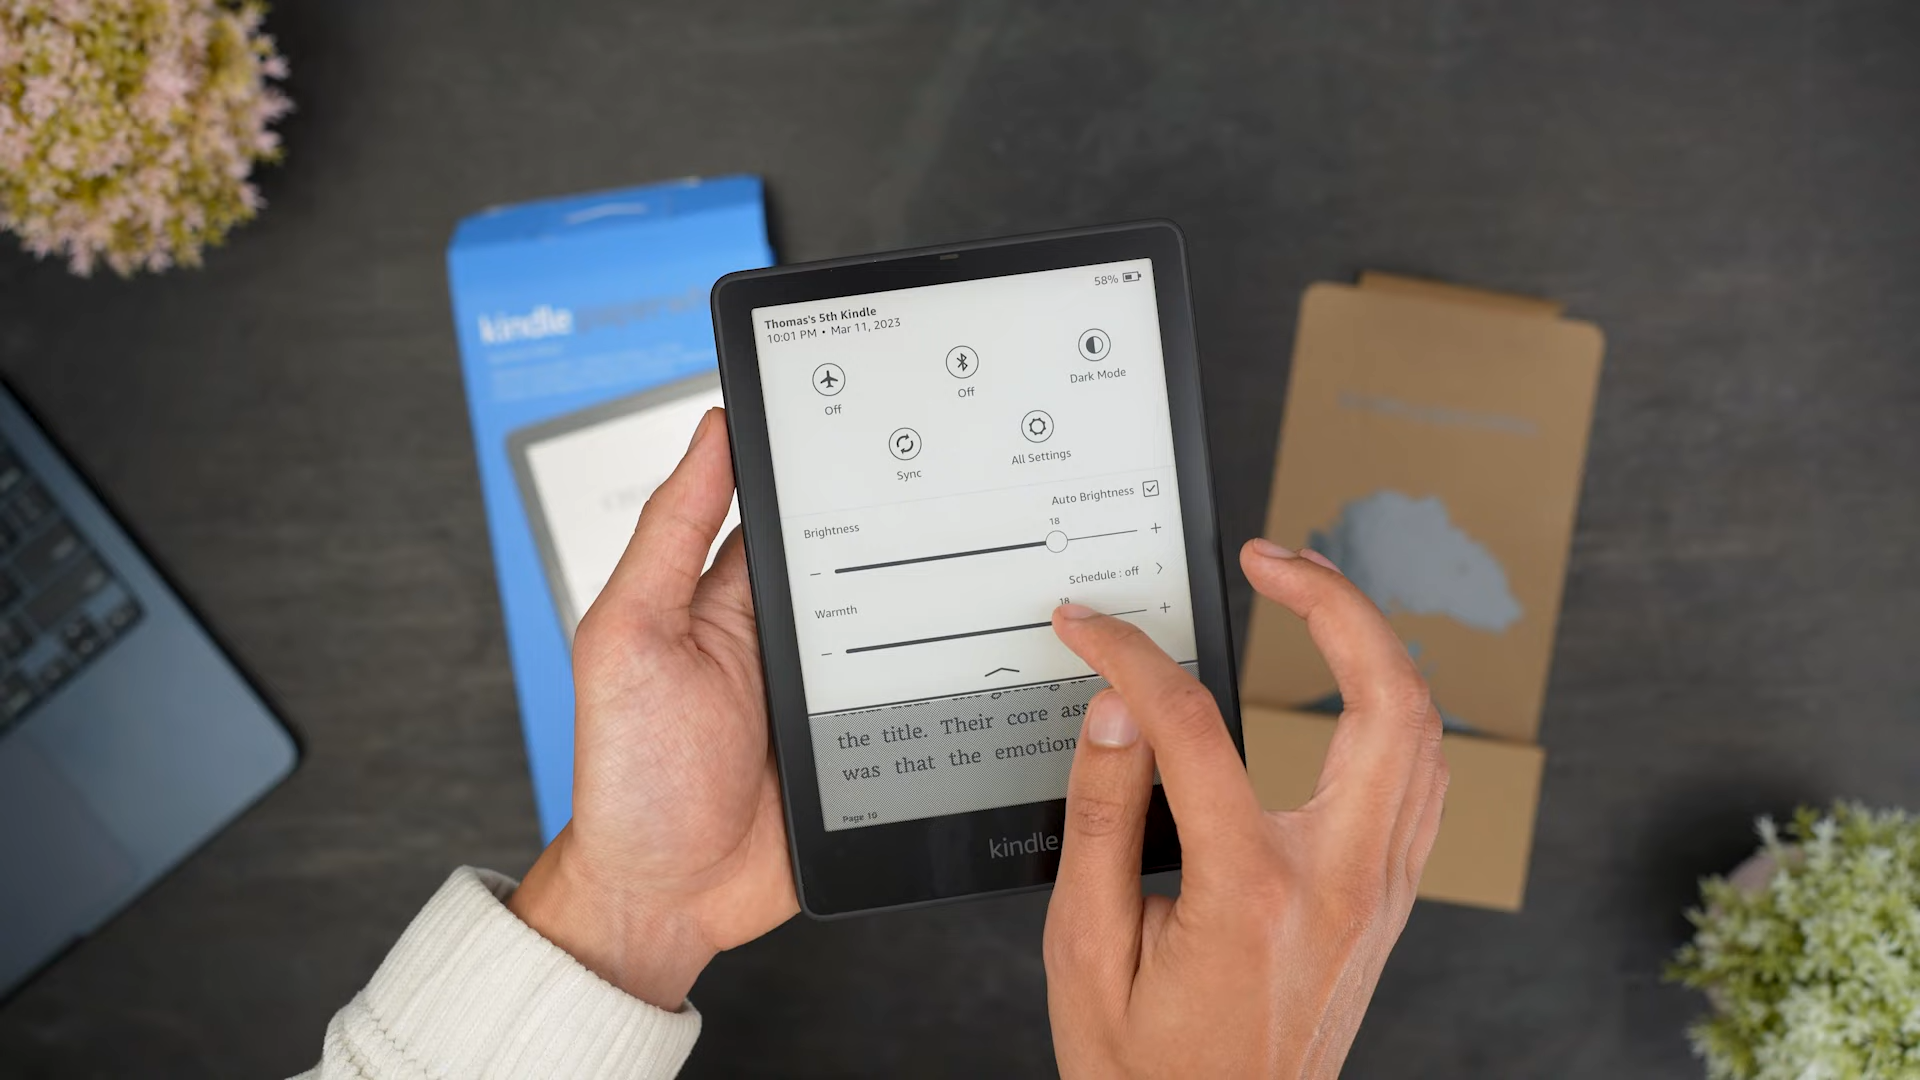 kindle
58%
Thomas's 5th Kindle
10:01 PM • Mar 11, 2023
Off
Off
Dark Mode
Sync
All Settings
Auto Brightness
Brightness
18
− +
Schedule : off >
Warmth
18
− +
the title. Their core ass
was that the emotion
Page 10
kindle